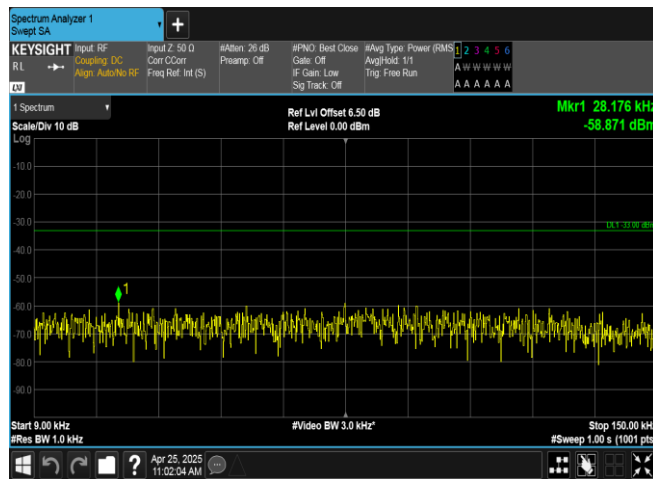 Spectrum Analyzer 1
Swept SA
+
KEYSIGHT Input: RF Input Z: 50 Ω #Atten: 26 dB #PNO: Best Close #Avg Type: Power (RMS 1 2 3 4 5 6
RL Coupling: DC Corr CCorr Preamp: Off Gate: Off Avg|Hold: 1/1 A W W W W W
Align: Auto/No RF Freq Ref: Int (S) IF Gain: Low Trig: Free Run
LXI Sig Track: Off A A A A A A
1 Spectrum Ref Lvl Offset 6.50 dB Mkr1 28.176 kHz
Scale/Div 10 dB Ref Level 0.00 dBm -58.871 dBm
Log
-10.0
-20.0
-30.0
DL1 -33.00 dBm
-40.0
-50.0
1
-60.0
-70.0
-80.0
-90.0
Start 9.00 kHz #Video BW 3.0 kHz* Stop 150.00 kHz
#Res BW 1.0 kHz #Sweep 1.00 s (1001 pts
? Apr 25, 2025
11:02:04 AM